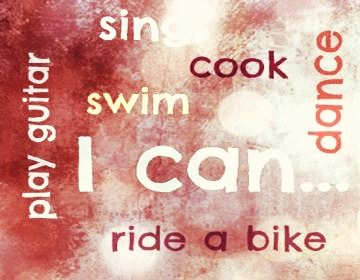 sing
cook
dance
play guitar
swim
I can...
ride a bike